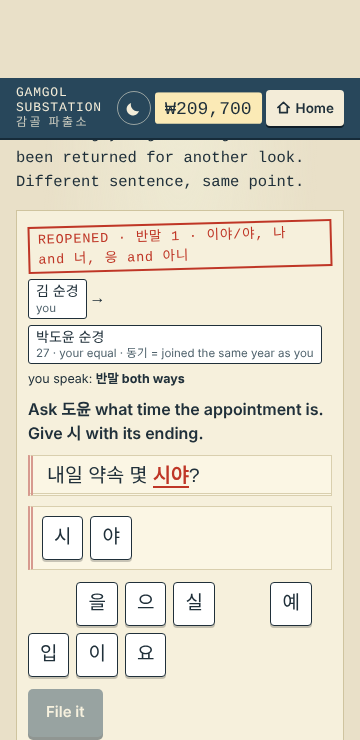 GAMGOL
SUBSTATION
감골 파출소
₩209,700
Home
been returned for another look.
Different sentence, same point.
REOPENED · 반말 1 · 이야/야, 나
and 너, 응 and 아니
김 순경
you
→
박도윤 순경
27 · your equal · 동기 = joined the same year as you
you speak: 반말 both ways
Ask 도윤 what time the appointment is.
Give 시 with its ending.
내일 약속 몇 시야?
시 야
을 으 실 예
입 이 요
File it